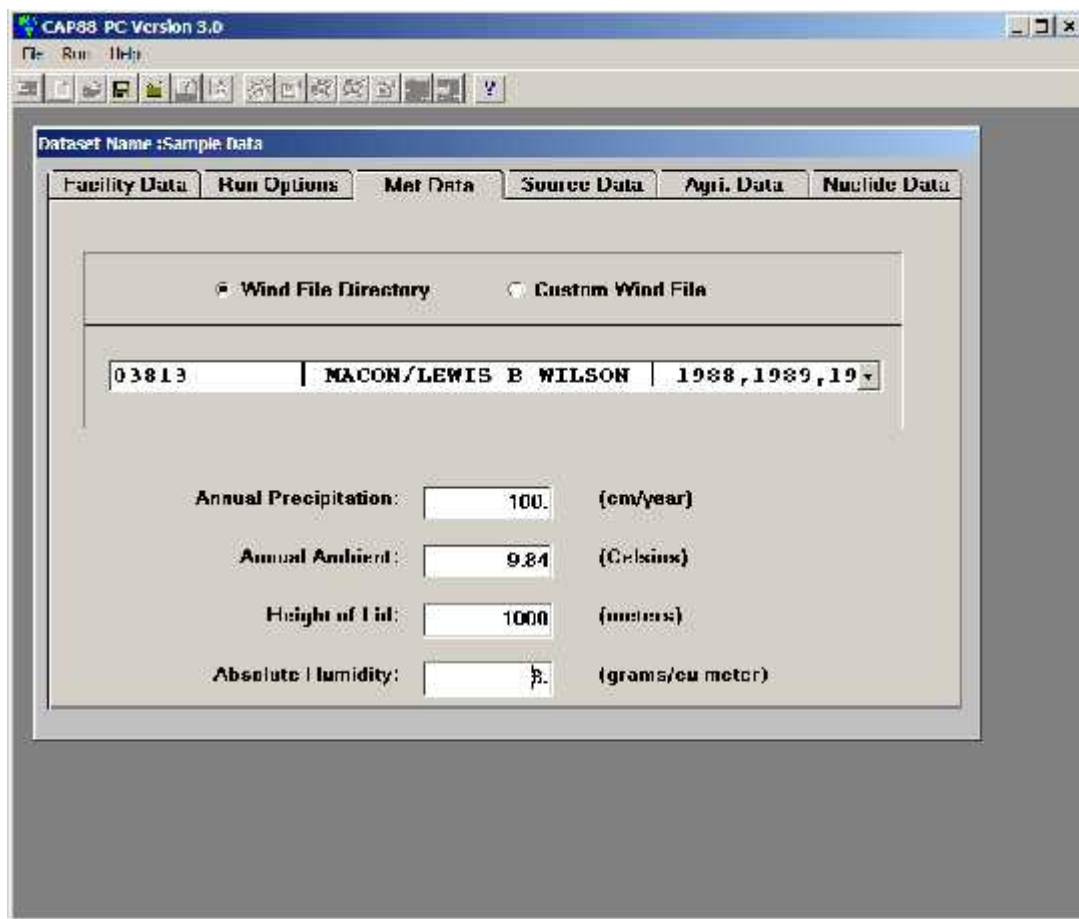 CAP88 PC Version 3.0
File Run Help
Dataset Name :Sample Data
Facility Data Run Options Met Data Source Data Agri. Data Nuclide Data
Wind File Directory Custom Wind File
03813 MACON/LEWIS B WILSON 1988,1989,19
Annual Precipitation: 100. (cm/year)
Annual Ambient: 9.84 (Celsius)
Height of Lid: 1000 (meters)
Absolute Humidity: 8. (grams/cu meter)